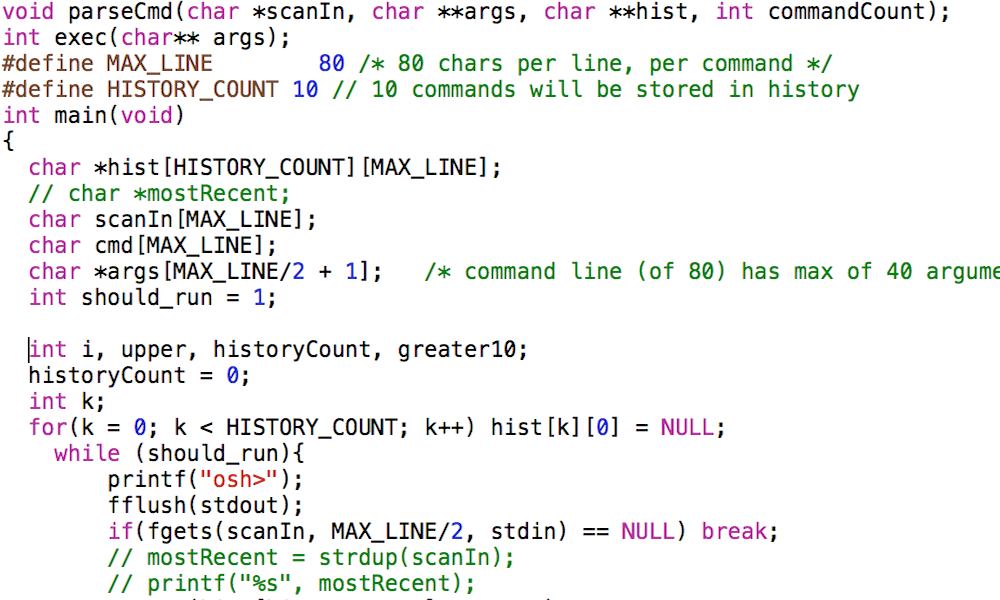 void parseCmd(char *scanIn, char **args, char **hist, int commandCount);
int exec(char** args);
#define MAX_LINE        80 /* 80 chars per line, per command */
#define HISTORY_COUNT 10 // 10 commands will be stored in history
int main(void)
{
  char *hist[HISTORY_COUNT][MAX_LINE];
  // char *mostRecent;
  char scanIn[MAX_LINE];
  char cmd[MAX_LINE];
  char *args[MAX_LINE/2 + 1];   /* command line (of 80) has max of 40 argume
  int should_run = 1;

  int i, upper, historyCount, greater10;
  historyCount = 0;
  int k;
  for(k = 0; k < HISTORY_COUNT; k++) hist[k][0] = NULL;
    while (should_run){
        printf("osh>");
        fflush(stdout);
        if(fgets(scanIn, MAX_LINE/2, stdin) == NULL) break;
        // mostRecent = strdup(scanIn);
        // printf("%s", mostRecent);